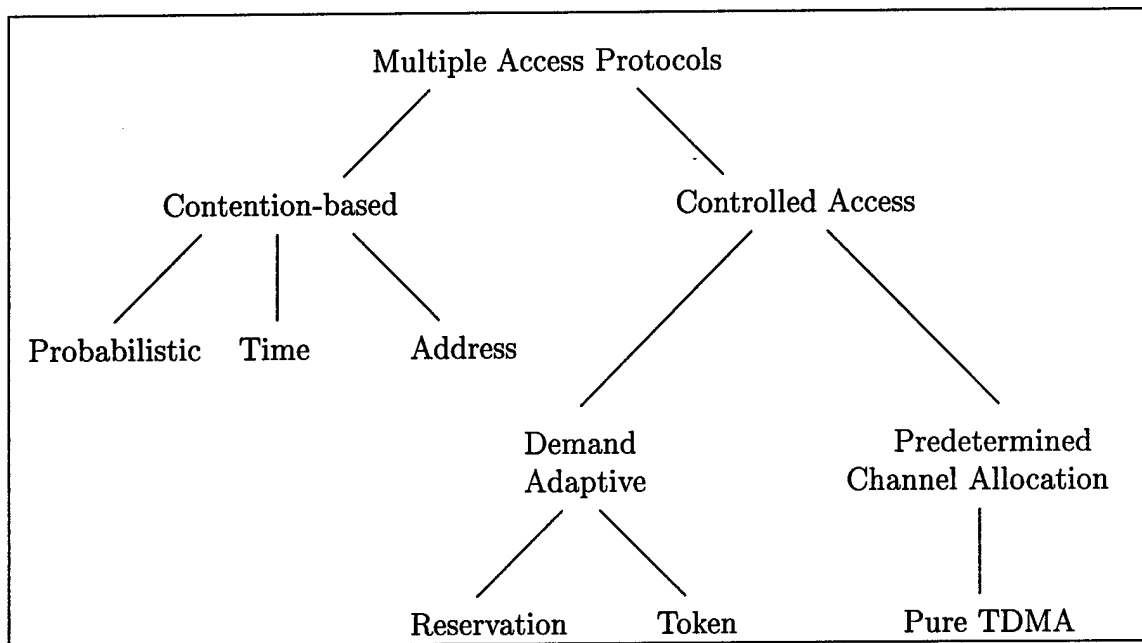 Multiple Access Protocols
Contention-based
Controlled Access
Probabilistic
Time
Address
Demand
Adaptive
Predetermined
Channel Allocation
Reservation
Token
Pure TDMA